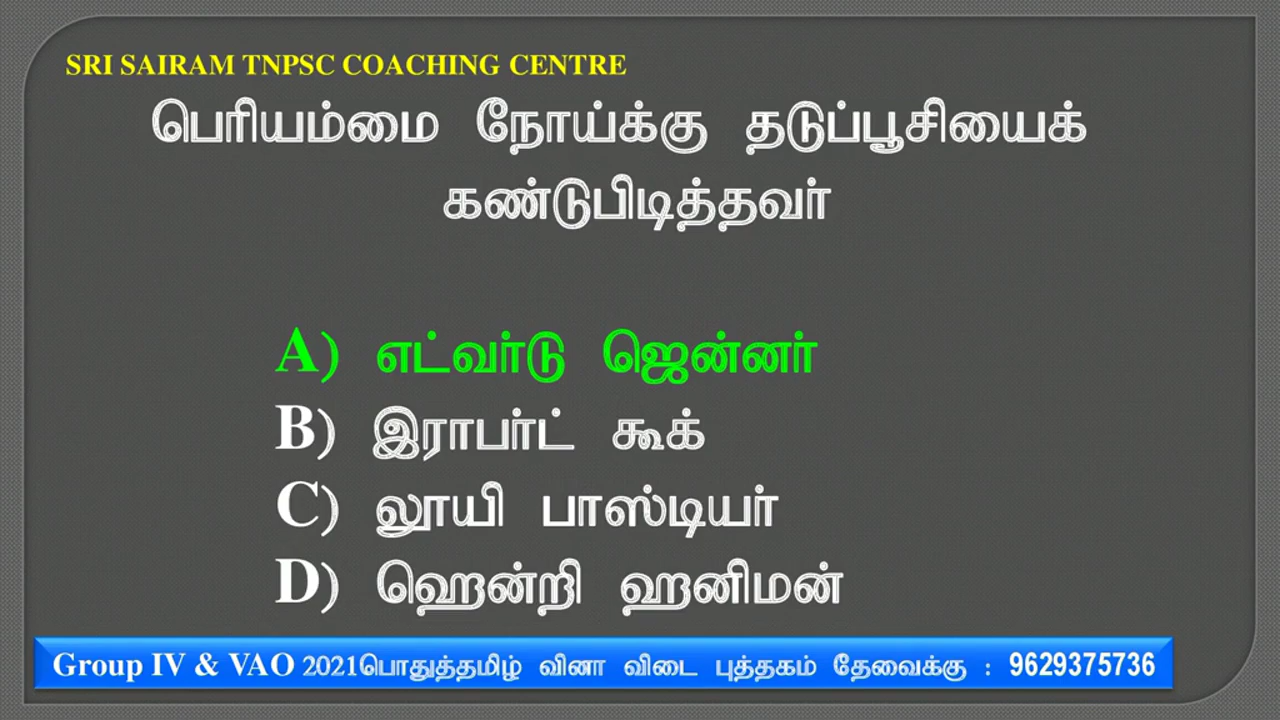 SRI SAIRAM TNPSC COACHING CENTRE
பெரியம்மை நோய்க்கு தடுப்பூசியைக்
கண்டுபிடித்தவர்
A) எட்வர்டு ஜென்னர்
B) இராபர்ட் கூக்
C) லூயி பாஸ்டியர்
D) ஹென்றி ஹனிமன்
Group IV & VAO 2021பொதுத்தமிழ் வினா விடை புத்தகம் தேவைக்கு : 9629375736